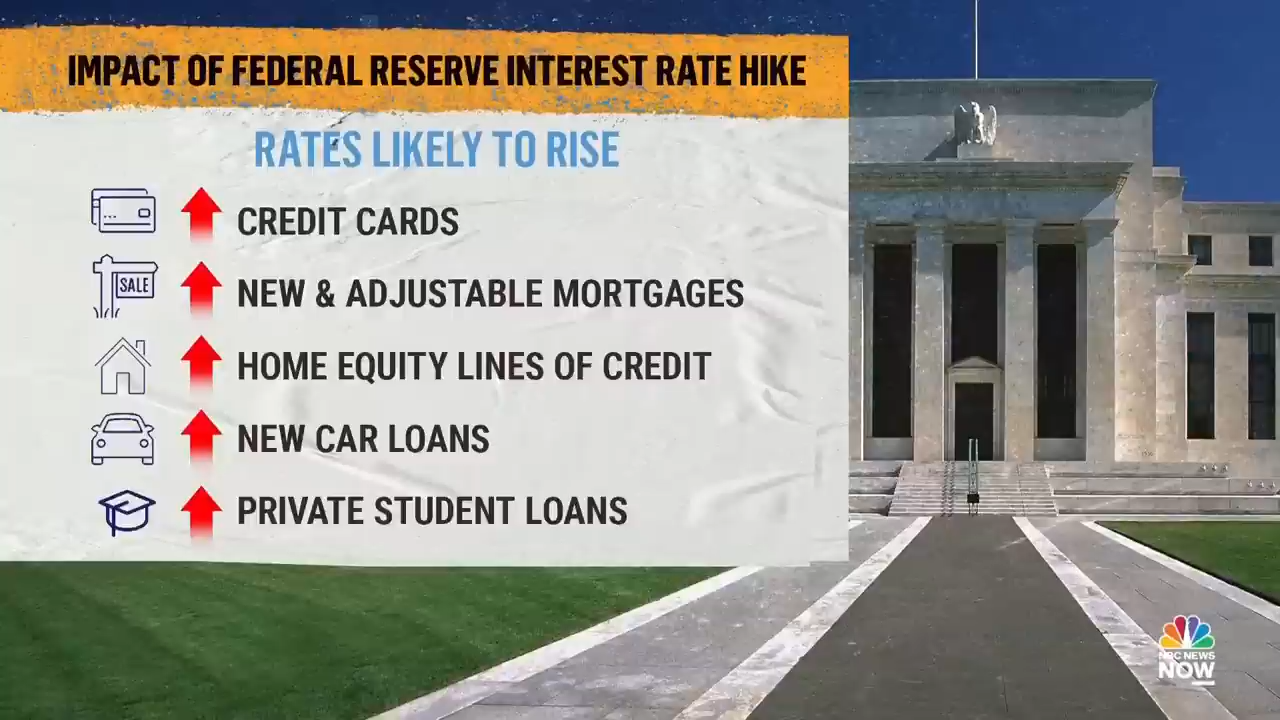 IMPACT OF FEDERAL RESERVE INTEREST RATE HIKE
RATES LIKELY TO RISE
CREDIT CARDS
SALE
NEW & ADJUSTABLE MORTGAGES
HOME EQUITY LINES OF CREDIT
NEW CAR LOANS
PRIVATE STUDENT LOANS
NBC NEWS
NOW